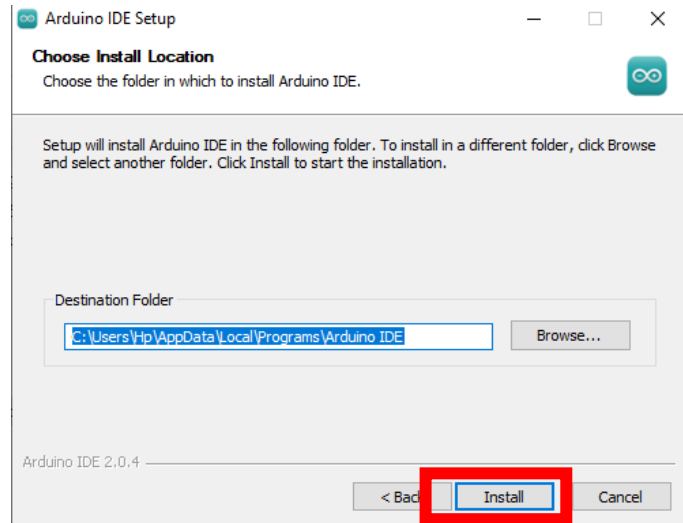 Arduino IDE Setup
Choose Install Location
Choose the folder in which to install Arduino IDE.
Setup will install Arduino IDE in the following folder. To install in a different folder, click Browse
and select another folder. Click Install to start the installation.
Destination Folder
C:\Users\Hp\AppData\Local\Programs\Arduino IDE
Browse...
Arduino IDE 2.0.4
< Back
Install
Cancel